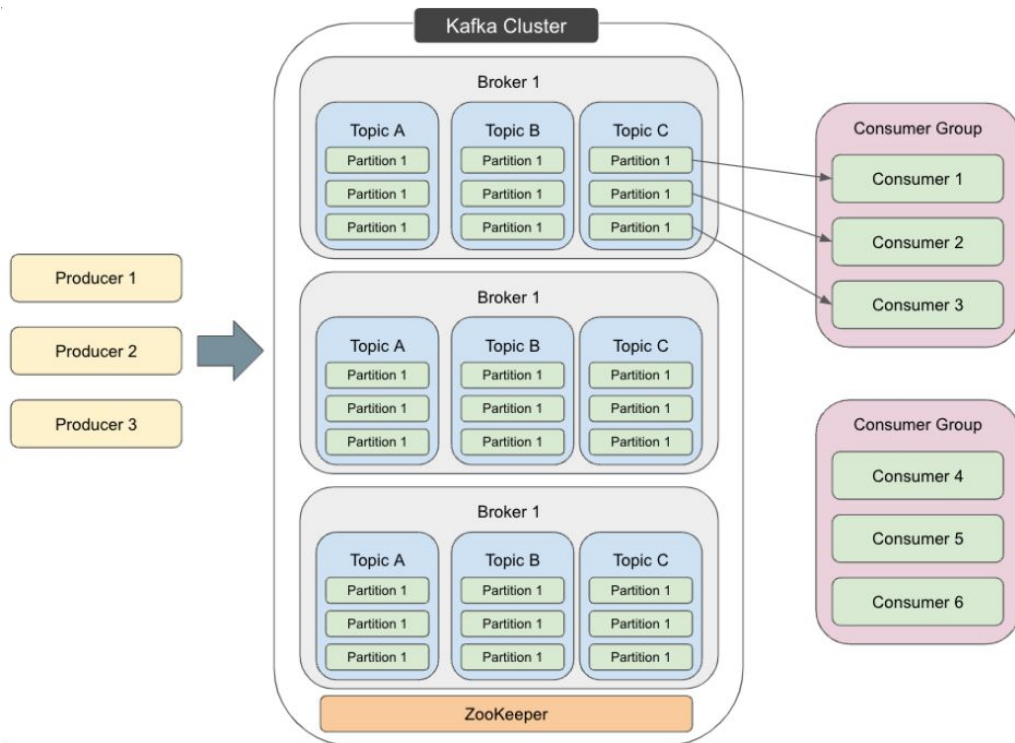 Kafka Cluster
Broker 1
Topic A
Partition 1
Partition 1
Partition 1
Topic B
Partition 1
Partition 1
Partition 1
Topic C
Partition 1
Partition 1
Partition 1
Broker 1
Topic A
Partition 1
Partition 1
Partition 1
Topic B
Partition 1
Partition 1
Partition 1
Topic C
Partition 1
Partition 1
Partition 1
Broker 1
Topic A
Partition 1
Partition 1
Partition 1
Topic B
Partition 1
Partition 1
Partition 1
Topic C
Partition 1
Partition 1
Partition 1
ZooKeeper
Producer 1
Producer 2
Producer 3
Consumer Group
Consumer 1
Consumer 2
Consumer 3
Consumer Group
Consumer 4
Consumer 5
Consumer 6